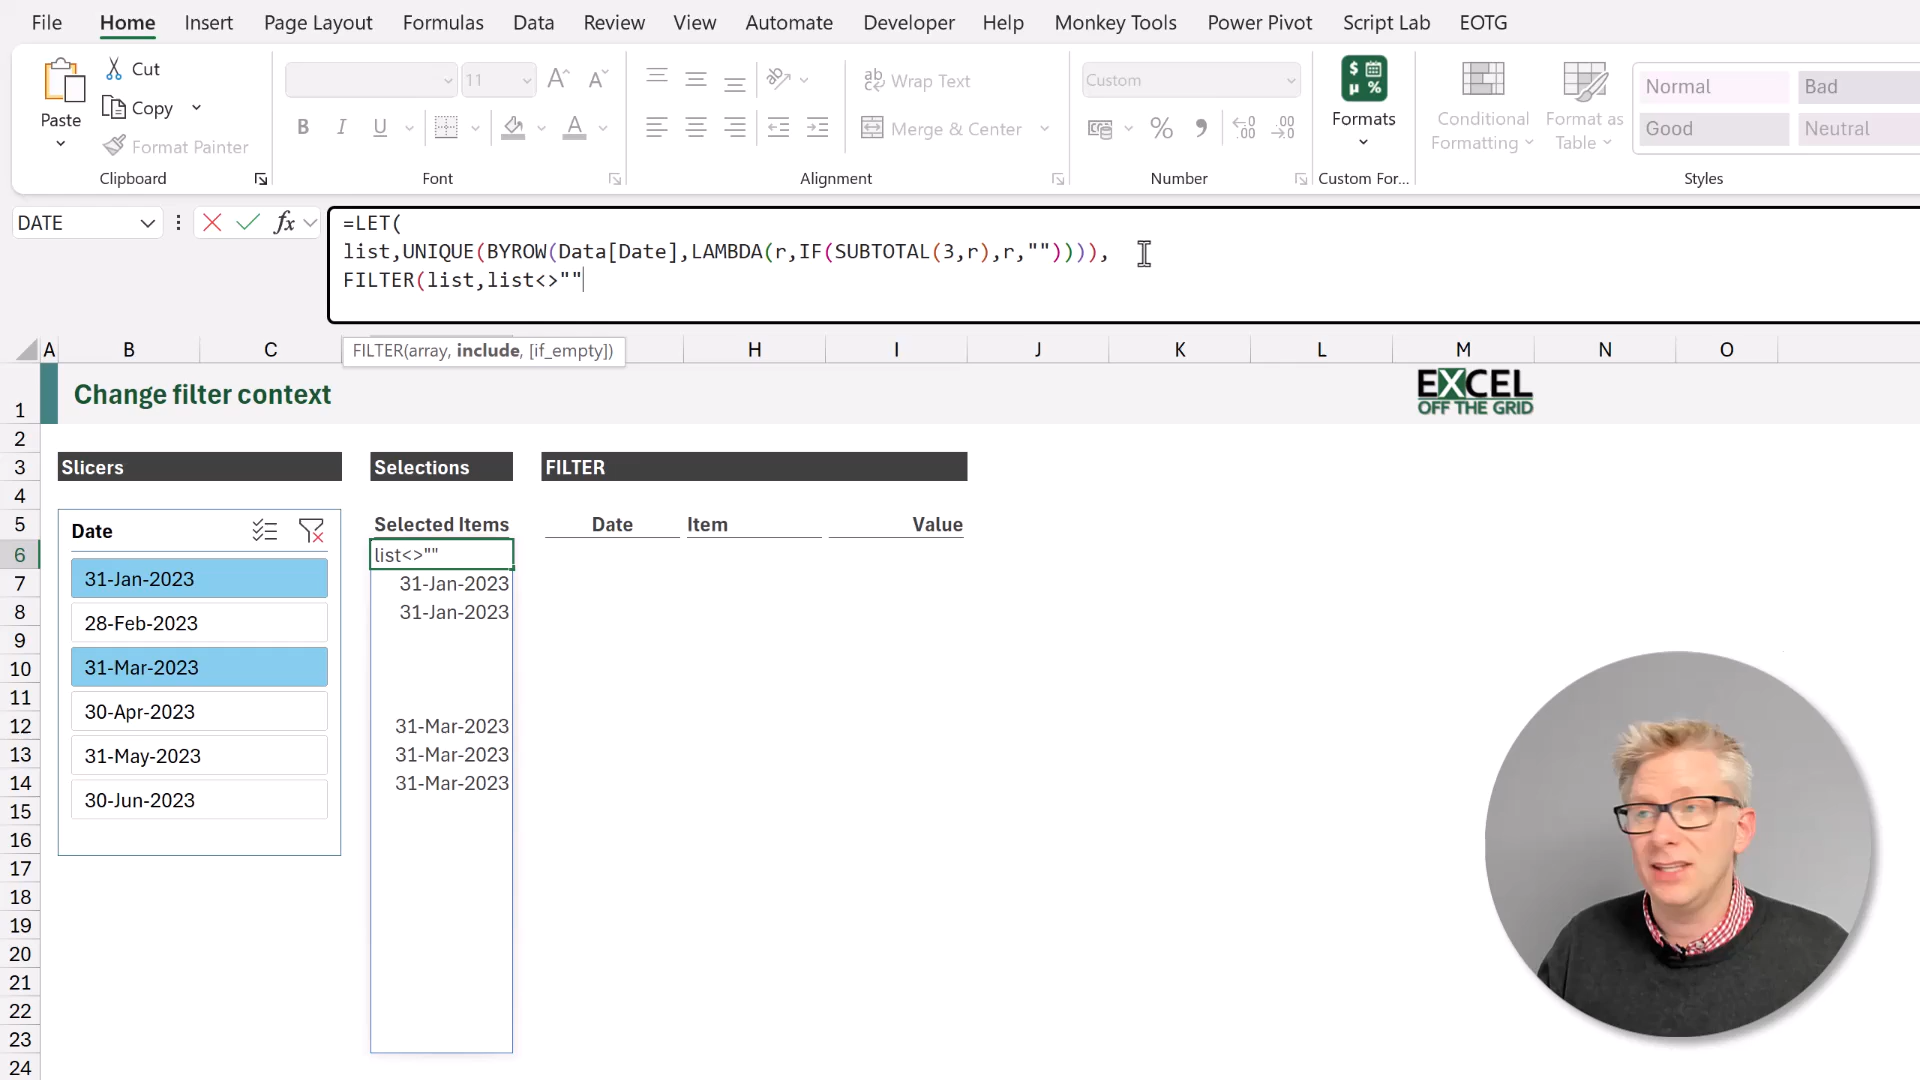 File Home Insert Page Layout Formulas Data Review View Automate Developer Help Monkey Tools Power Pivot Script Lab EOTG
Paste
Cut
Copy
Format Painter
Clipboard
11
B I U
Font
Wrap Text
Merge & Center
Alignment
Custom
Number
Formats
Custom For...
Conditional
Formatting
Format as
Table
Normal Bad
Good Neutral
Styles
DATE
fx
=LET(
list,UNIQUE(BYROW(Data[Date],LAMBDA(r,IF(SUBTOTAL(3,r),r,"")))),
FILTER(list,list<>""
FILTER(array, include, [if_empty])
A B C H I J K L M N O
1 Change filter context
EXCEL
OFF THE GRID
2
3 Slicers Selections FILTER
4
5 Selected Items Date Item Value
Date
6 list<>""
31-Jan-2023
7 31-Jan-2023
8 31-Jan-2023
28-Feb-2023
9
10
31-Mar-2023
11
30-Apr-2023
12 31-Mar-2023
13 31-Mar-2023
31-May-2023
14 31-Mar-2023
30-Jun-2023
15
16
17
18
19
20
21
22
23
24